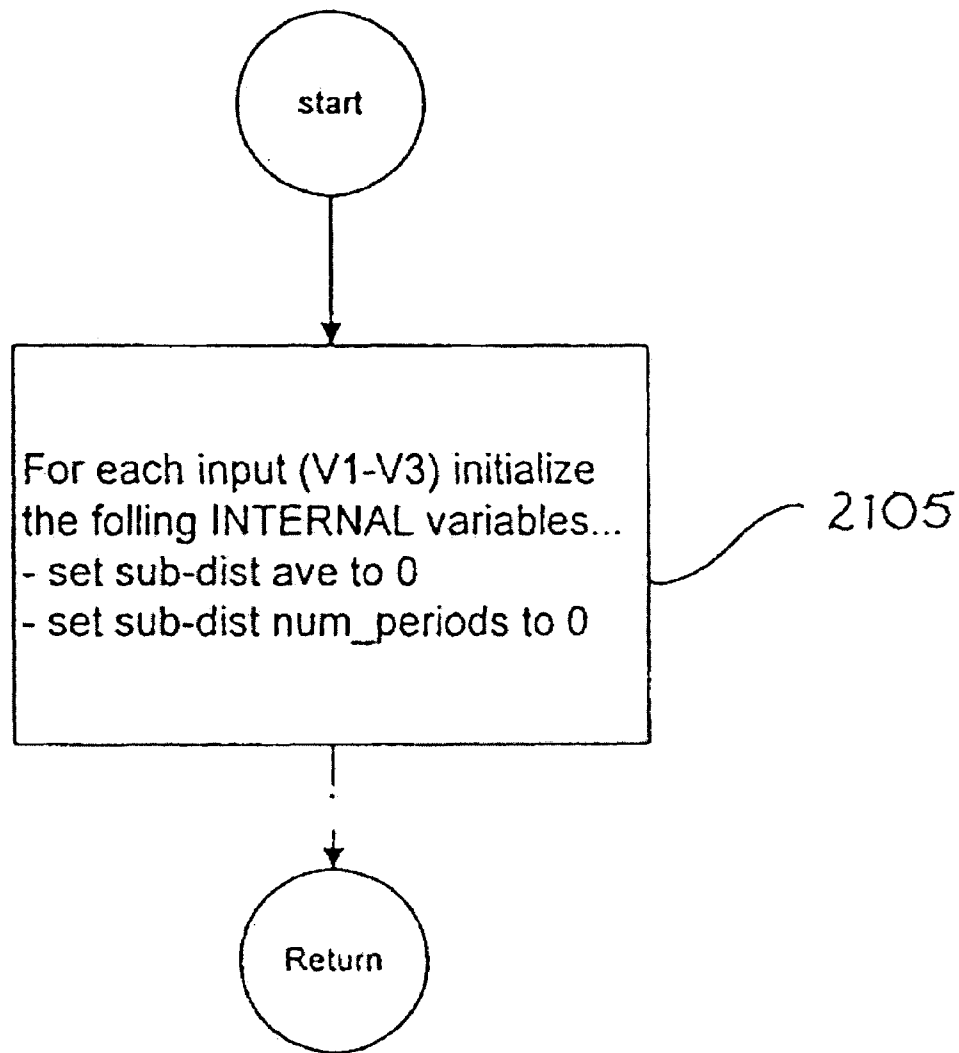 start
For each input (V1-V3) initialize
the folling INTERNAL variables...
- set sub-dist ave to 0
- set sub-dist num_periods to 0
2105
Return